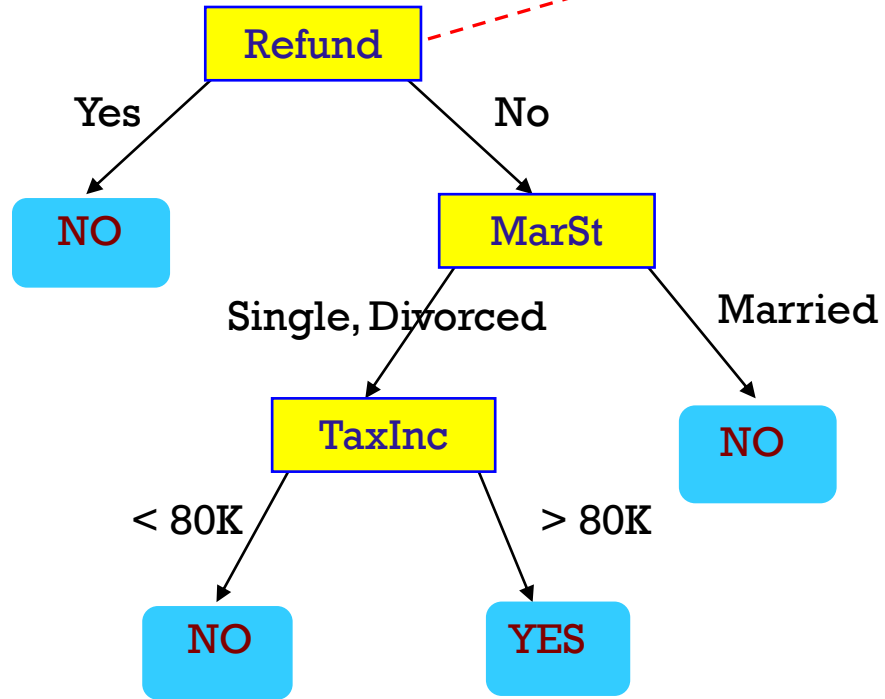 Refund
Yes
No
NO
MarSt
Single, Divorced
Married
TaxInc
NO
< 80K
> 80K
NO
YES